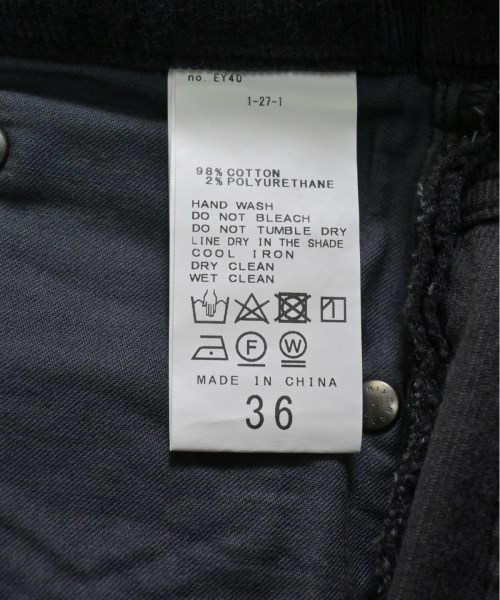 no. EY40
1-27-1
98% COTTON
2% POLYURETHANE
HAND WASH
DO NOT BLEACH
DO NOT TUMBLE DRY
LINE DRY IN THE SHADE
COOL IRON
DRY CLEAN
WET CLEAN
F W
MADE IN CHINA
36